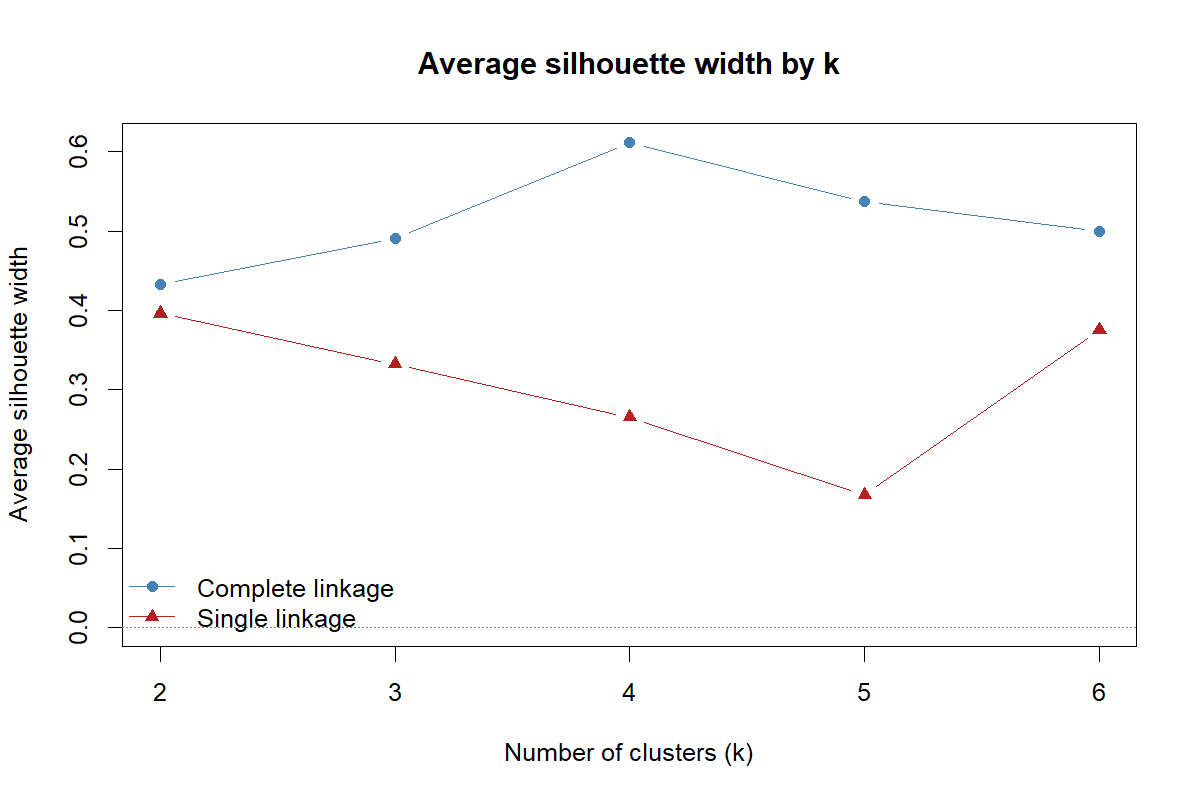 Average silhouette width by k
Average silhouette width
0.6
0.5
0.4
0.3
0.2
0.1
0.0
Complete linkage
Single linkage
2 3 4 5 6
Number of clusters (k)